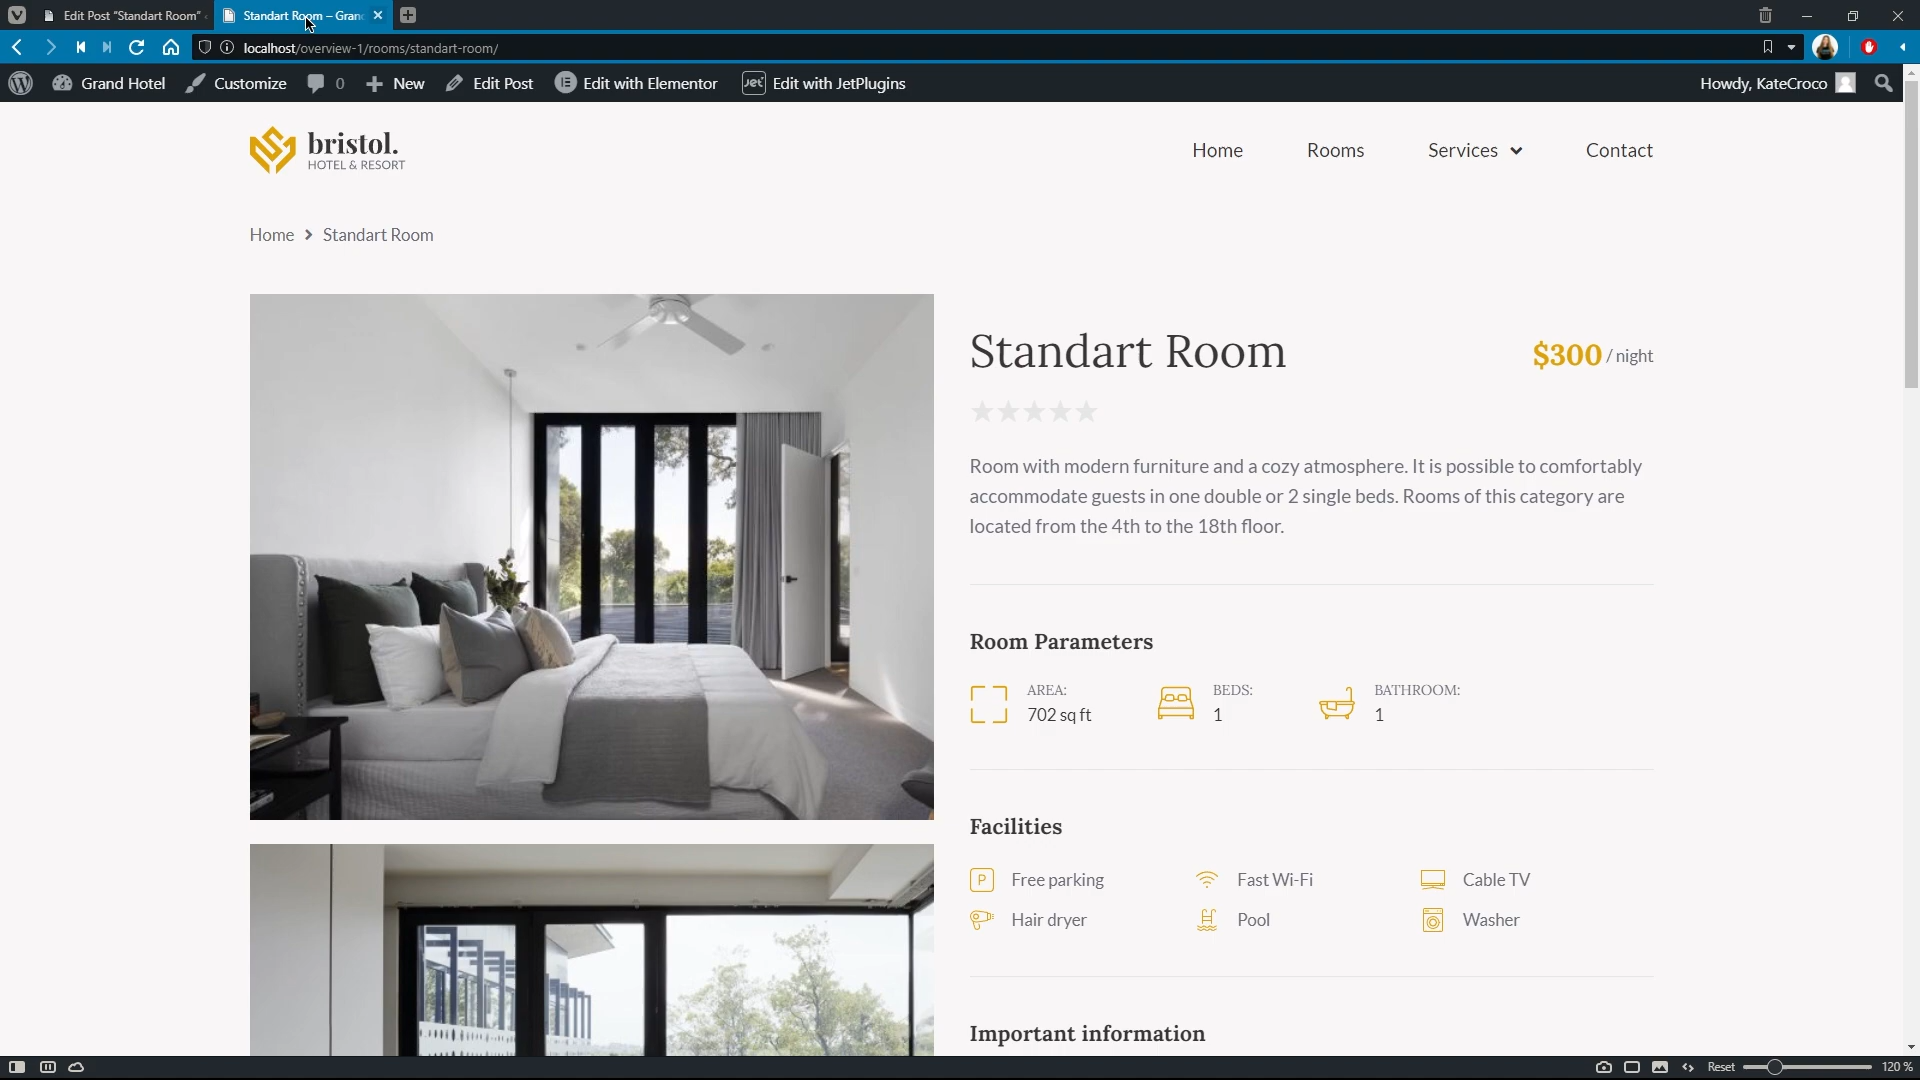 Edit Post “Standart Room”
Standart Room – Gran
localhost/overview-1/rooms/standart-room/
Grand Hotel
Customize
0
New
Edit Post
Edit with Elementor
Jet
Edit with JetPlugins
Howdy, KateCroco
bristol.
HOTEL & RESORT
Home
Rooms
Services
Contact
Home
Standart Room
Standart Room
$300 / night
Room with modern furniture and a cozy atmosphere. It is possible to comfortably
accommodate guests in one double or 2 single beds. Rooms of this category are
located from the 4th to the 18th floor.
Room Parameters
AREA:
702 sq ft
BEDS:
1
BATHROOM:
1
Facilities
P
Free parking
Fast Wi-Fi
Cable TV
Hair dryer
Pool
Washer
Important information
Reset
120 %